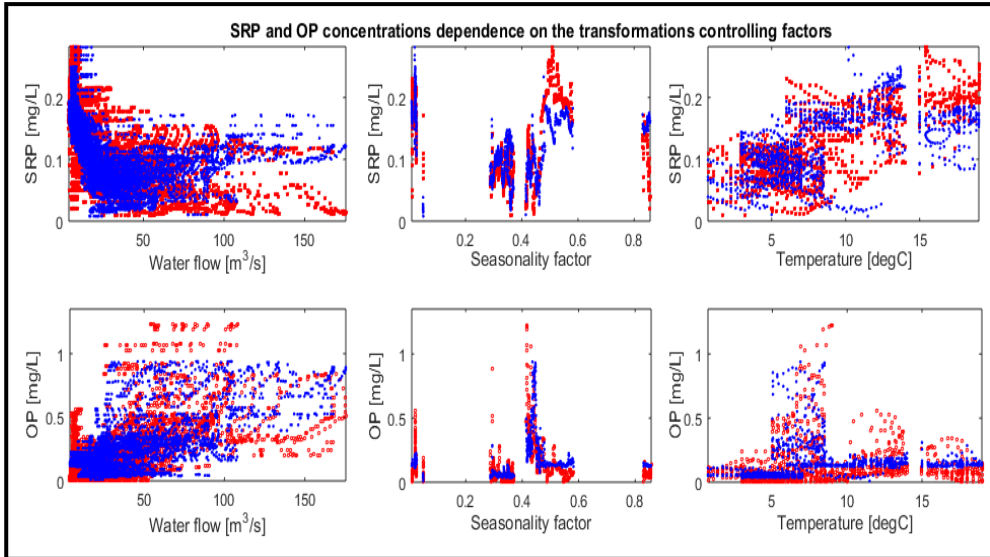 SRP and OP concentrations dependence on the transformations controlling factors
SRP [mg/L]
0.2
0.1
0
50 100 150
Water flow [m³/s]
SRP [mg/L]
0.2
0.1
0
0.2 0.4 0.6 0.8
Seasonality factor
SRP [mg/L]
0.2
0.1
0
5 10 15
Temperature [degC]
OP [mg/L]
1
0.5
0
50 100 150
Water flow [m³/s]
OP [mg/L]
1
0.5
0
0.2 0.4 0.6 0.8
Seasonality factor
OP [mg/L]
1
0.5
0
5 10 15
Temperature [degC]